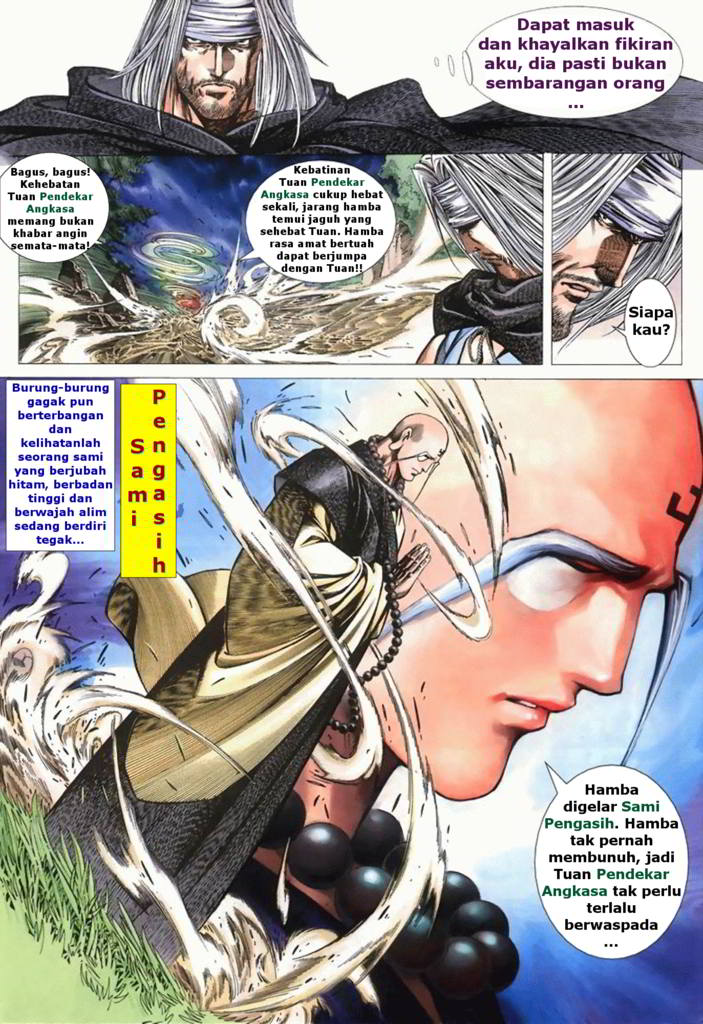 Dapat masuk
dan khayalkan fikiran
aku, dia pasti bukan
sembarangan orang
...
Bagus, bagus!
Kehebatan
Tuan Pendekar
Angkasa
memang bukan
khabar angin
semata-mata!
Kebatinan
Tuan Pendekar
Angkasa cukup hebat
sekali, jarang hamba
temui jaguh yang
sehebat Tuan. Hamba
rasa amat bertuah
dapat berjumpa
dengan Tuan!!
Siapa
kau?
Burung-burung
gagak pun
berterbangan
dan
kelihatanlah
seorang sami
yang berjubah
hitam, berbadan
tinggi dan
berwajah alim
sedang berdiri
tegak...
Sami
Pengasih
Hamba
digelar Sami
Pengasih. Hamba
tak pernah
membunuh, jadi
Tuan Pendekar
Angkasa tak perlu
terlalu
berwaspada
...